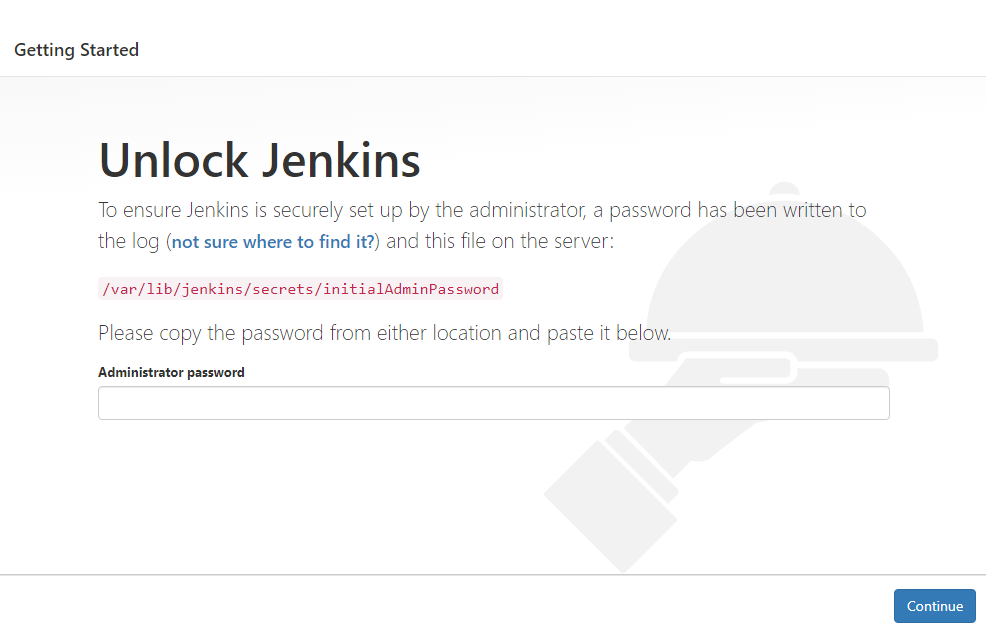 Getting Started
Unlock Jenkins
To ensure Jenkins is securely set up by the administrator, a password has been written to
the log (not sure where to find it?) and this file on the server:
/var/lib/jenkins/secrets/initialAdminPassword
Please copy the password from either location and paste it below.
Administrator password
Continue